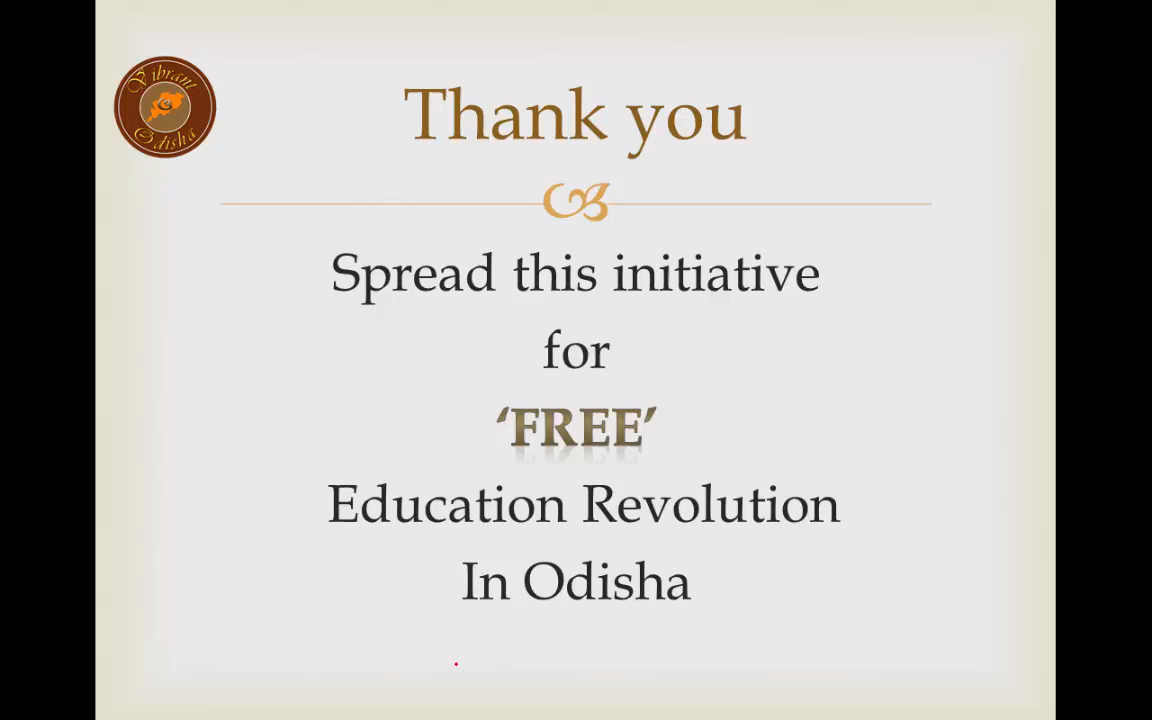 Vibrant
Odisha
Thank you
Spread this initiative
for
‘FREE’
Education Revolution
In Odisha